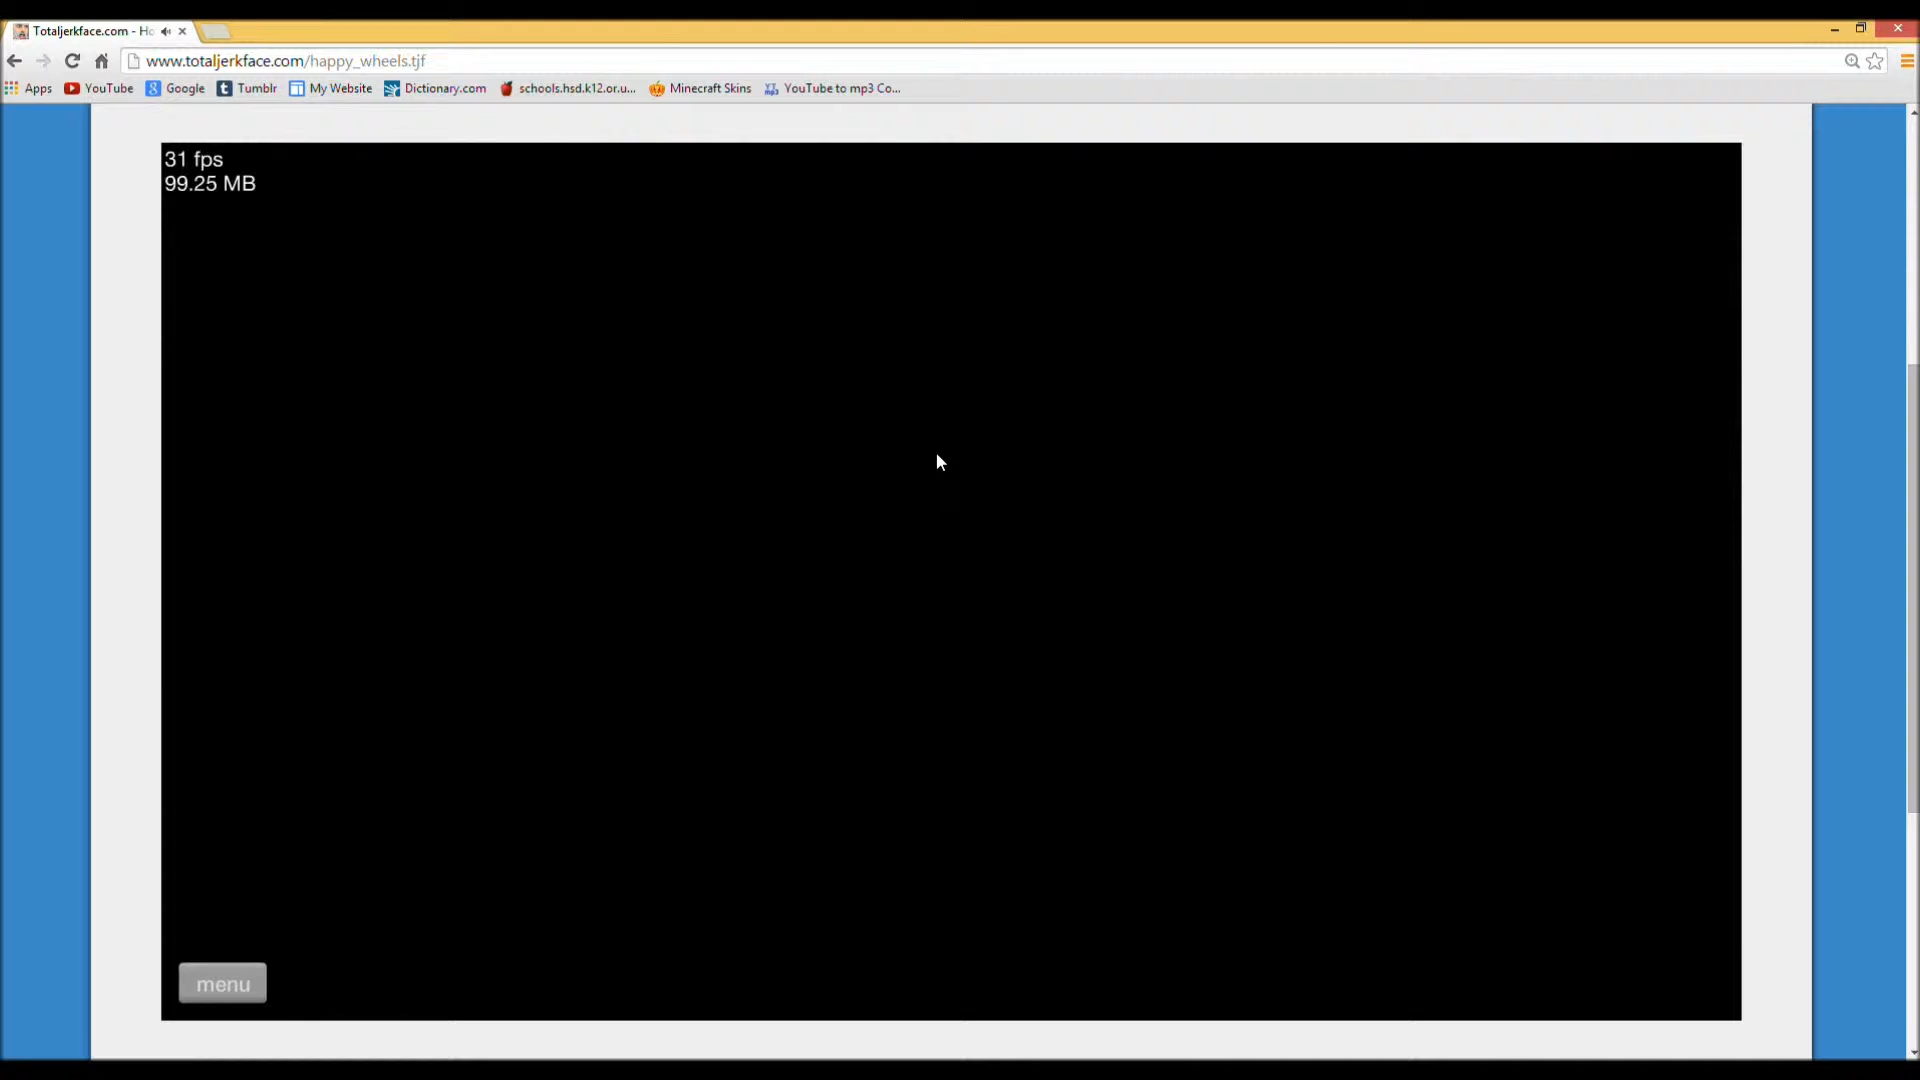 Totaljerkface.com - Ho
www.totaljerkface.com/happy_wheels.tjf
Apps YouTube Google Tumblr My Website Dictionary.com schools.hsd.k12.or.u... Minecraft Skins YouTube to mp3 Co...
31 fps
99.25 MB
menu